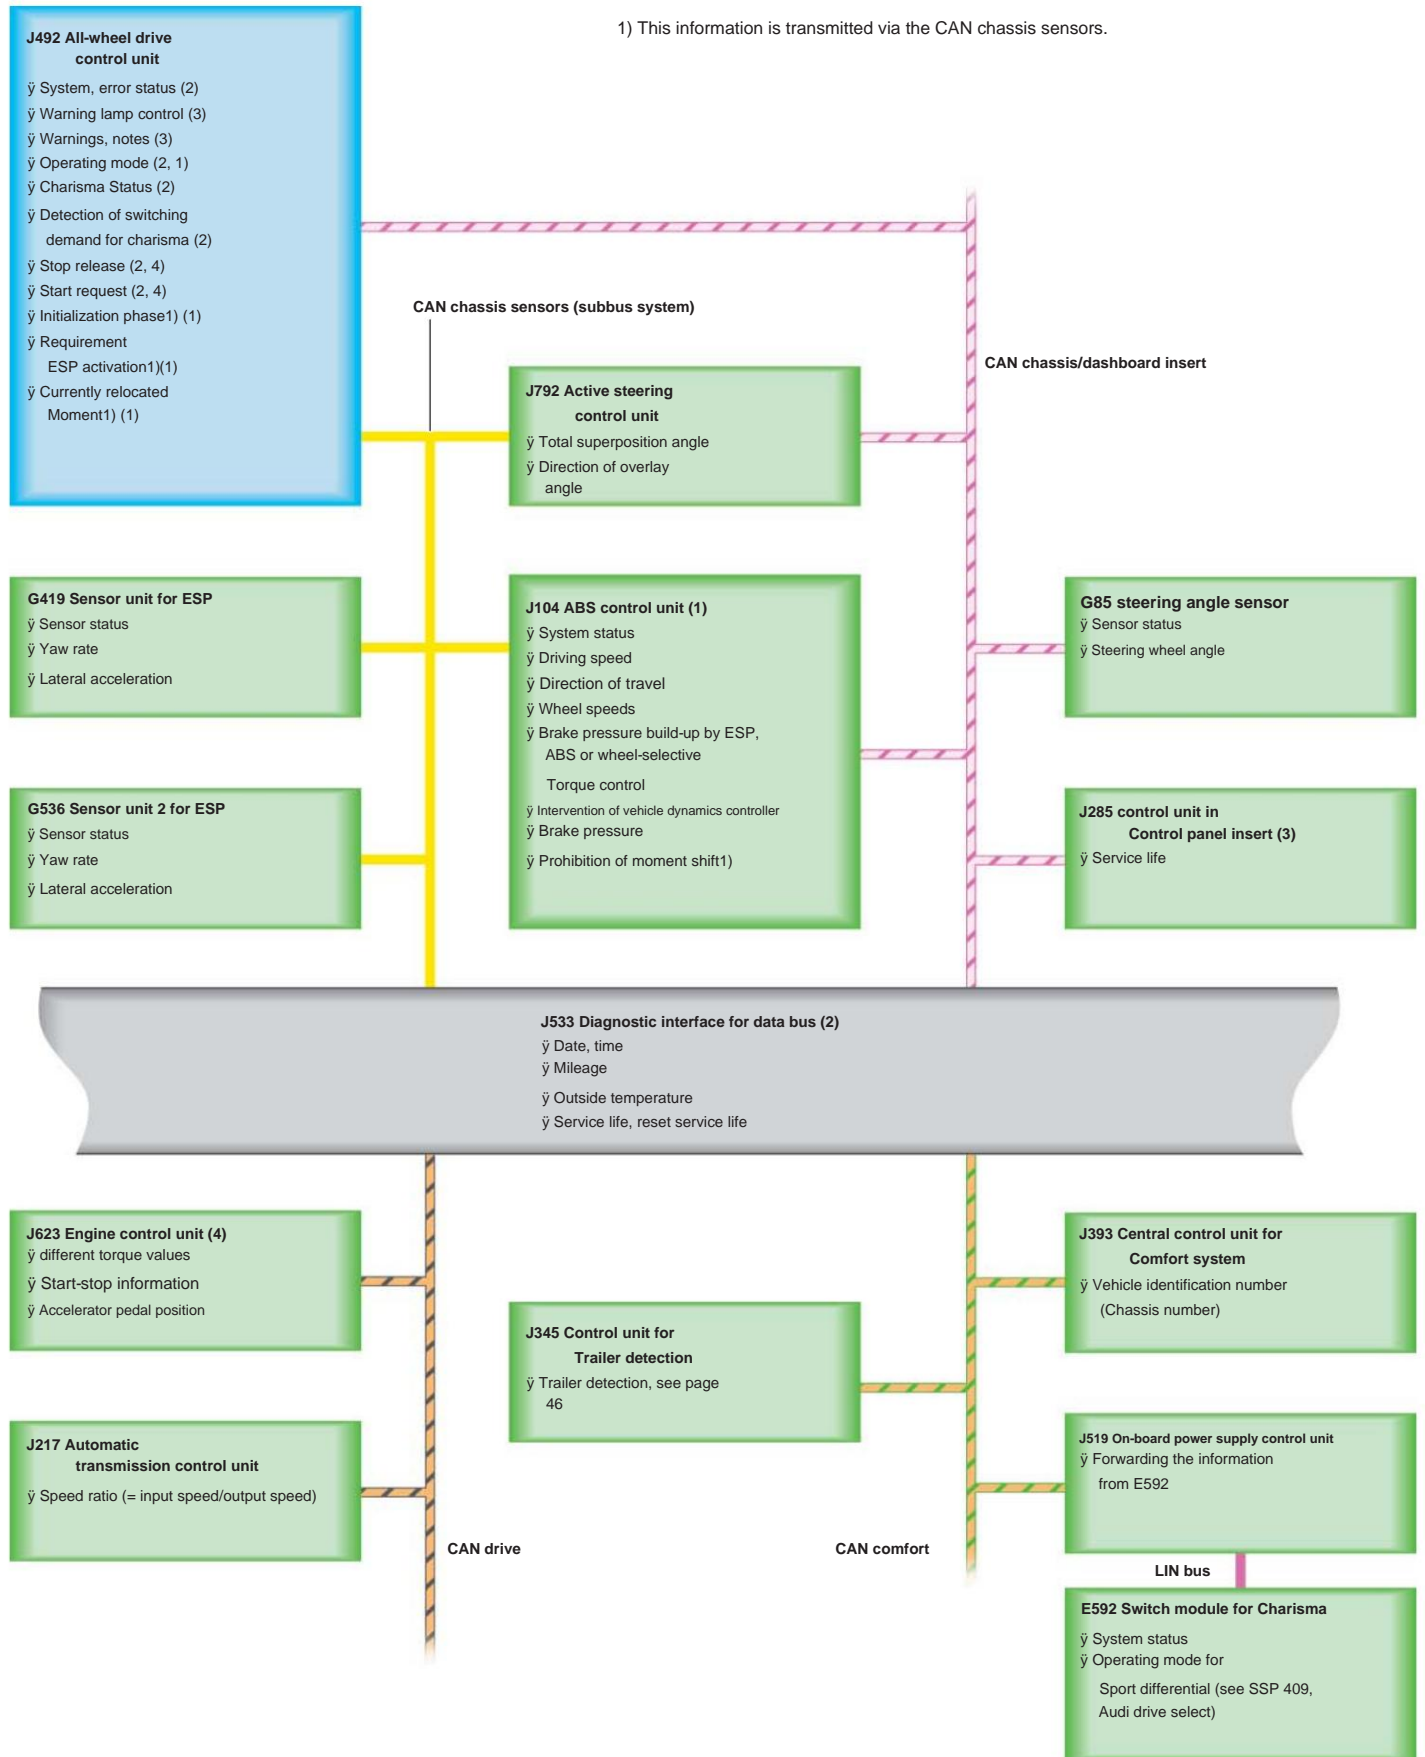 1) This information is transmitted via the CAN chassis sensors.
J492 All-wheel drive
control unit
ÿ System, error status (2)
ÿ Warning lamp control (3)
ÿ Warnings, notes (3)
ÿ Operating mode (2, 1)
ÿ Charisma Status (2)
ÿ Detection of switching
demand for charisma (2)
ÿ Stop release (2, 4)
ÿ Start request (2, 4)
ÿ Initialization phase1) (1)
ÿ Requirement
ESP activation1)(1)
ÿ Currently relocated
Moment1) (1)
CAN chassis sensors (subbus system)
CAN chassis/dashboard insert
J792 Active steering
control unit
ÿ Total superposition angle
ÿ Direction of overlay
angle
G419 Sensor unit for ESP
ÿ Sensor status
ÿ Yaw rate
ÿ Lateral acceleration
J104 ABS control unit (1)
ÿ System status
ÿ Driving speed
ÿ Direction of travel
ÿ Wheel speeds
ÿ Brake pressure build-up by ESP,
ABS or wheel-selective
Torque control
ÿ Intervention of vehicle dynamics controller
ÿ Brake pressure
ÿ Prohibition of moment shift1)
G85 steering angle sensor
ÿ Sensor status
ÿ Steering wheel angle
G536 Sensor unit 2 for ESP
ÿ Sensor status
ÿ Yaw rate
ÿ Lateral acceleration
J285 control unit in
Control panel insert (3)
ÿ Service life
J533 Diagnostic interface for data bus (2)
ÿ Date, time
ÿ Mileage
ÿ Outside temperature
ÿ Service life, reset service life
J623 Engine control unit (4)
ÿ different torque values
ÿ Start-stop information
ÿ Accelerator pedal position
J393 Central control unit for
Comfort system
ÿ Vehicle identification number
(Chassis number)
J345 Control unit for
Trailer detection
ÿ Trailer detection, see page
46
J217 Automatic
transmission control unit
ÿ Speed ratio (= input speed/output speed)
J519 On-board power supply control unit
ÿ Forwarding the information
from E592
CAN drive
CAN comfort
LIN bus
E592 Switch module for Charisma
ÿ System status
ÿ Operating mode for
Sport differential (see SSP 409,
Audi drive select)